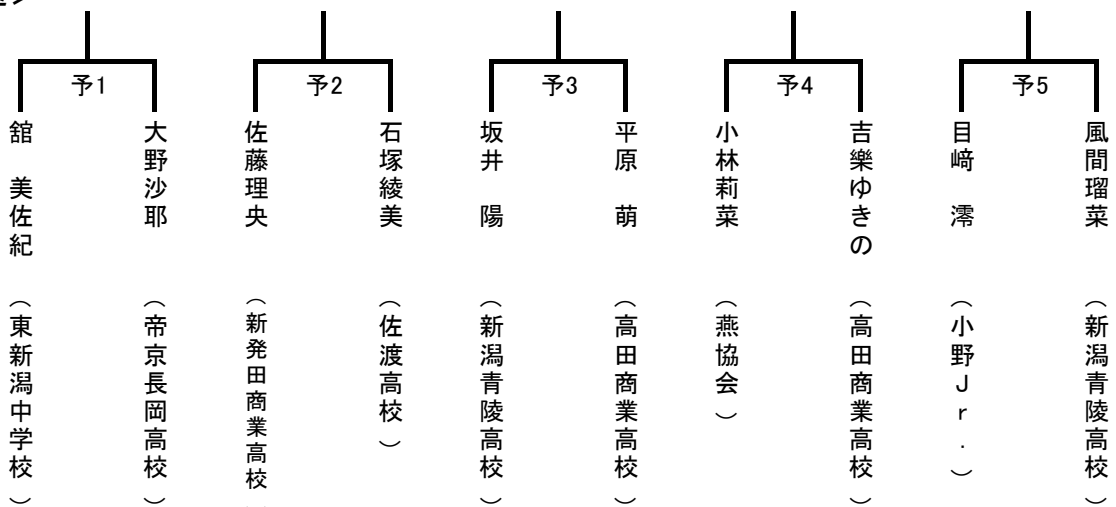 予1
予2
予3
予4
予5
舘 美佐紀 （東新潟中学校）
大野沙耶 （帝京長岡高校）
佐藤理央 （新発田商業高校
石塚綾美 （佐渡高校）
坂井 陽 （新潟青陵高校）
平原 萌 （高田商業高校）
小林莉菜 （燕協会）
吉樂ゆきの （高田商業高校）
目﨑 澪 （小野Jr.）
風間瑠菜 （新潟青陵高校）